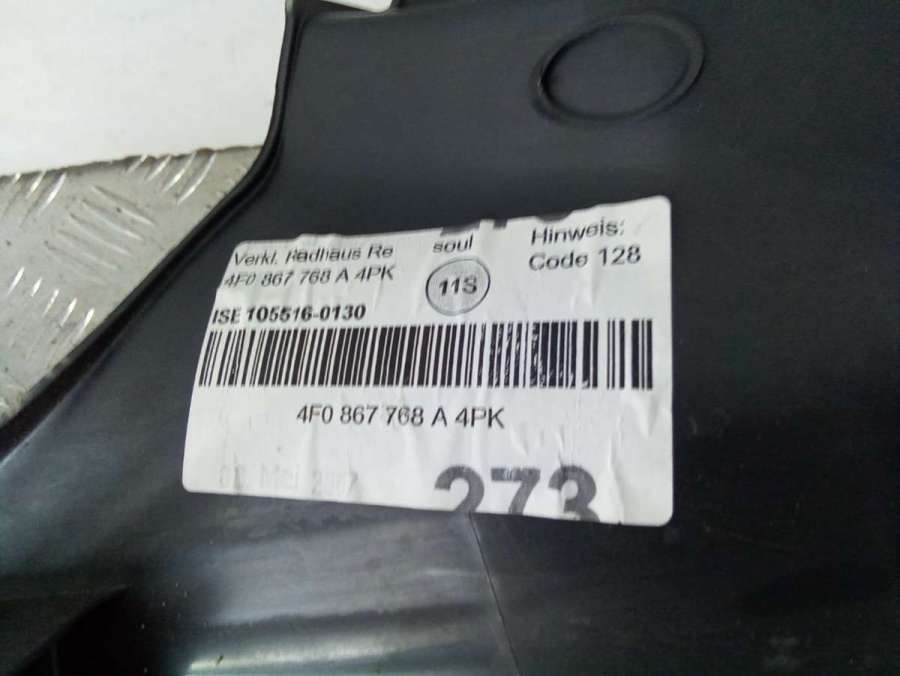 Verkl. Radhaus Re
4F0 867 768 A 4PK
soul
11S
Hinweis:
Code 128
ISE 105516-0130
4F0 867 768 A 4PK
273